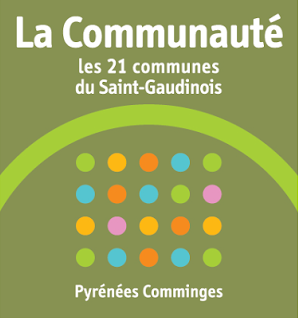 La Communauté
les 21 communes
du Saint-Gaudinois
Pyrénées Comminges